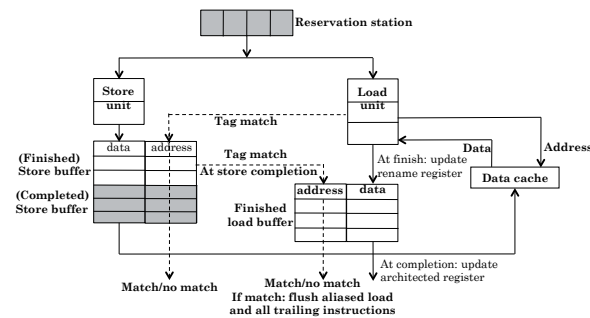 Reservation station
Store
unit
Load
unit
Tag match
data address
(Finished)
Store buffer
Tag match
At store completion
(Completed)
Store buffer
Data
Address
At finish: update
rename register
Data cache
address data
Finished
load buffer
At completion: update
architected register
Match/no match
Match/no match
If match: flush aliased load
and all trailing instructions